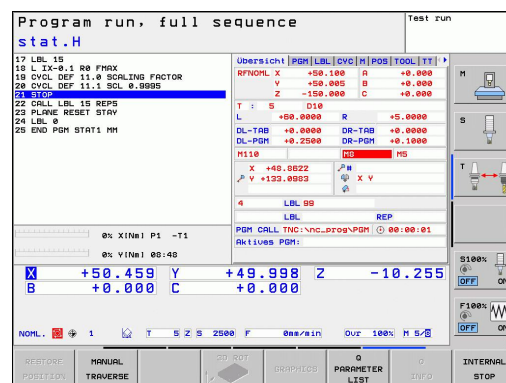 Program run, full sequence
Test run
stat.H
17 LBL 15
18 L IX-0.1 R0 FMAX
19 CYCL DEF 11.0 SCALING FACTOR
20 CYCL DEF 11.1 SCL 0.9995
21 STOP
22 CALL LBL 15 REP5
23 PLANE RESET STAY
24 LBL 0
25 END PGM STAT1 MM
Übersicht PGM LBL CYC M POS TOOL TT
RFNOML X +50.100 A +0.000
Y +50.005 B +0.000
Z -150.000 C +0.000
T : 5 D10
L +60.0000 R +5.0000
DL-TAB +0.0000 DR-TAB +0.0000
DL-PGM +0.2500 DR-PGM +0.1000
M110 M8 M5
X +48.8622
Y +133.0983 X Y
4 LBL 99
LBL REP
PGM CALL TNC:\nc_prog\PGM 00:00:01
Aktives PGM:
0% X[Nm] P1 -T1
0% Y[Nm] 08:48
X +50.459 Y +49.998 Z -10.255
B +0.000 C +0.000
NOML. 1 T 5 Z S 2500 F 0mm/min Ovr 100% M 5/8
M
S
T
S100%
OFF ON
F100%
OFF ON
RESTORE POSITION
MANUAL TRAVERSE
3D ROT
GRAPHICS
Q PARAMETER LIST
Q INFO
INTERNAL STOP